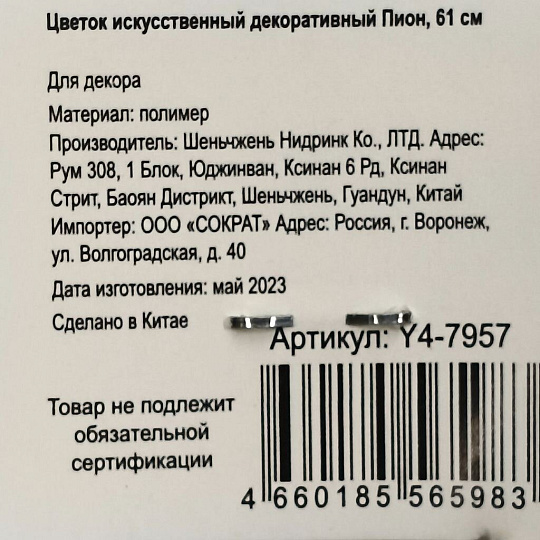 Цветок искусственный декоративный Пион, 61 см
Для декора
Материал: полимер
Производитель: Шеньчжень Нидринк Ко., ЛТД. Адрес:
Рум 308, 1 Блок, Юджинван, Ксинан 6 Рд, Ксинан
Стрит, Баоян Дистрикт, Шеньчжень, Гуандун, Китай
Импортер: ООО «СОКРАТ» Адрес: Россия, г. Воронеж,
ул. Волгоградская, д. 40
Дата изготовления: май 2023
Сделано в Китае
Артикул: Y4-7957
Товар не подлежит
обязательной
сертификации
4 660185 565983